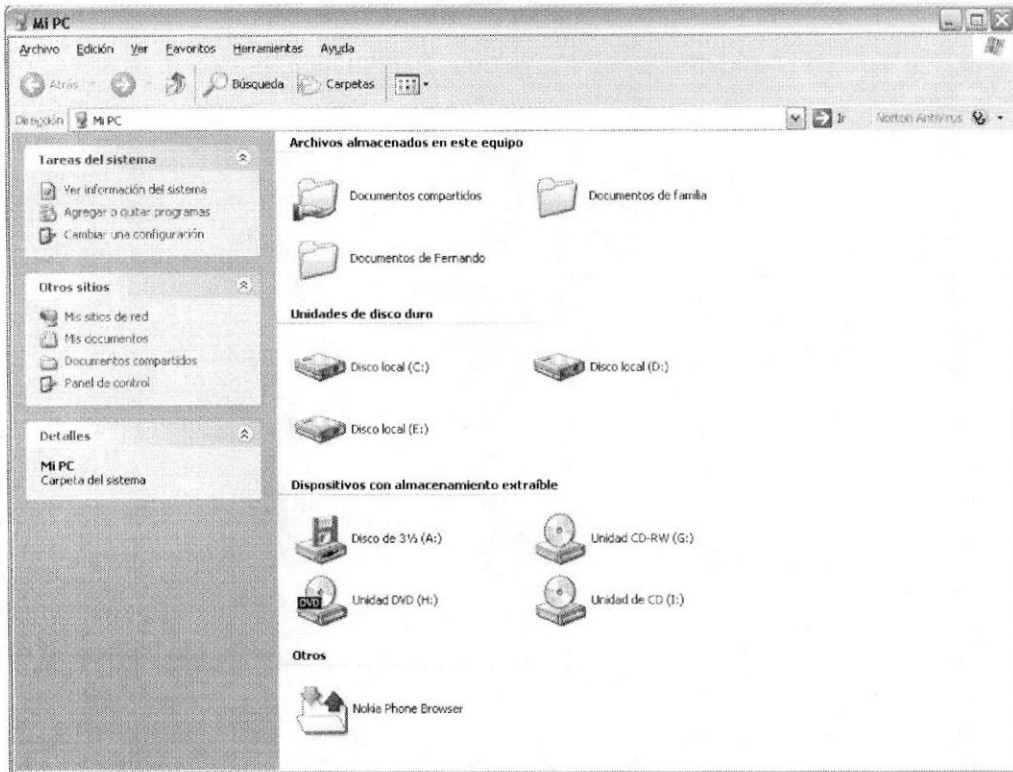 Mi PC
Archivo Edición Ver Favoritos Herramientas Ayuda
Atrás Búsqueda Carpetas
Dirección Mi PC Ir Norton AntiVirus
Tareas del sistema
Ver información del sistema
Agregar o quitar programas
Cambiar una configuración
Otros sitios
Mis sitios de red
Mis documentos
Documentos compartidos
Panel de control
Detalles
Mi PC
Carpeta del sistema
Archivos almacenados en este equipo
Documentos compartidos Documentos de familia
Documentos de Fernando
Unidades de disco duro
Disco local (C:) Disco local (D:)
Disco local (E:)
Dispositivos con almacenamiento extraíble
Disco de 3½ (A:) Unidad CD-RW (G:)
DVD Unidad DVD (H:) Unidad de CD (I:)
Otros
Nokia Phone Browser